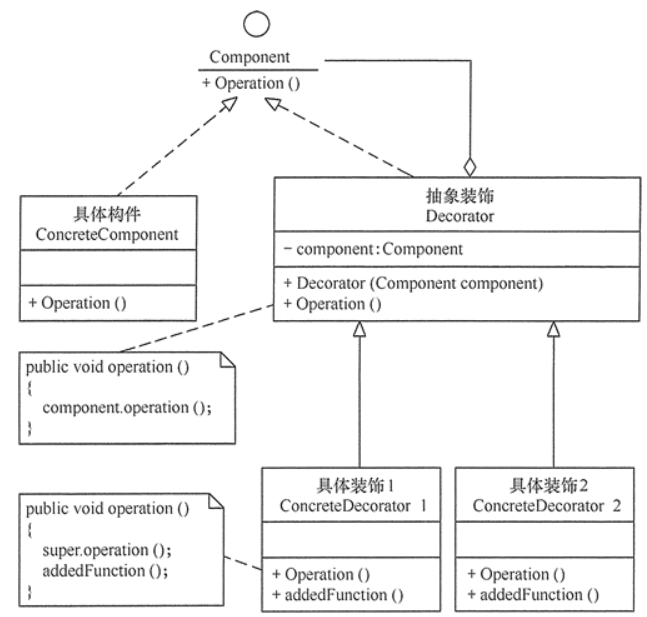 Component
+ Operation ()
具体构件
ConcreteComponent
+ Operation ()
抽象装饰
Decorator
− component:Component
+ Decorator (Component component)
+ Operation ()
public void operation ()
{
component.operation ();
}
具体装饰1
ConcreteDecorator 1
+ Operation ()
+ addedFunction ()
具体装饰2
ConcreteDecorator 2
+ Operation ()
+ addedFunction ()
public void operation ()
{
super.operation ();
addedFunction ();
}